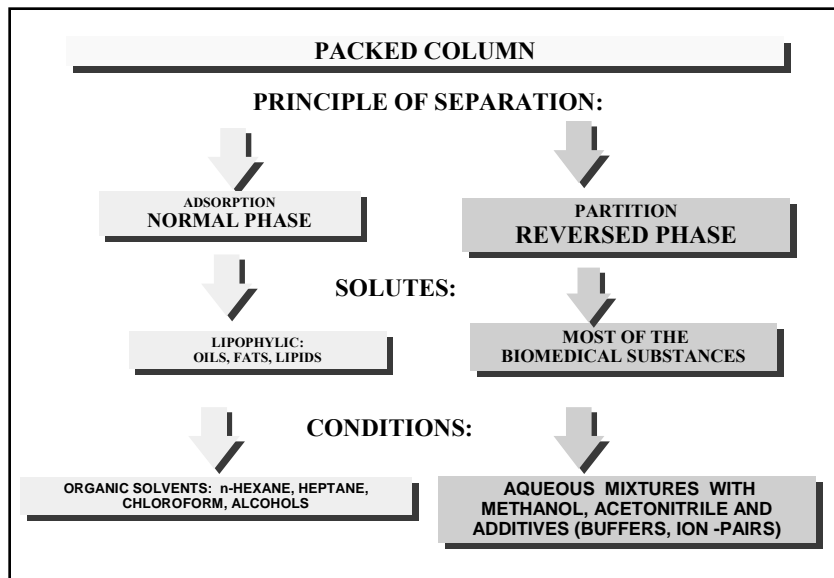 PACKED COLUMN
PRINCIPLE OF SEPARATION:
ADSORPTION
NORMAL PHASE
PARTITION
REVERSED PHASE
SOLUTES:
LIPOPHYLIC:
OILS, FATS, LIPIDS
MOST OF THE
BIOMEDICAL SUBSTANCES
CONDITIONS:
ORGANIC SOLVENTS: n-HEXANE, HEPTANE,
CHLOROFORM, ALCOHOLS
AQUEOUS MIXTURES WITH
METHANOL, ACETONITRILE AND
ADDITIVES (BUFFERS, ION -PAIRS)